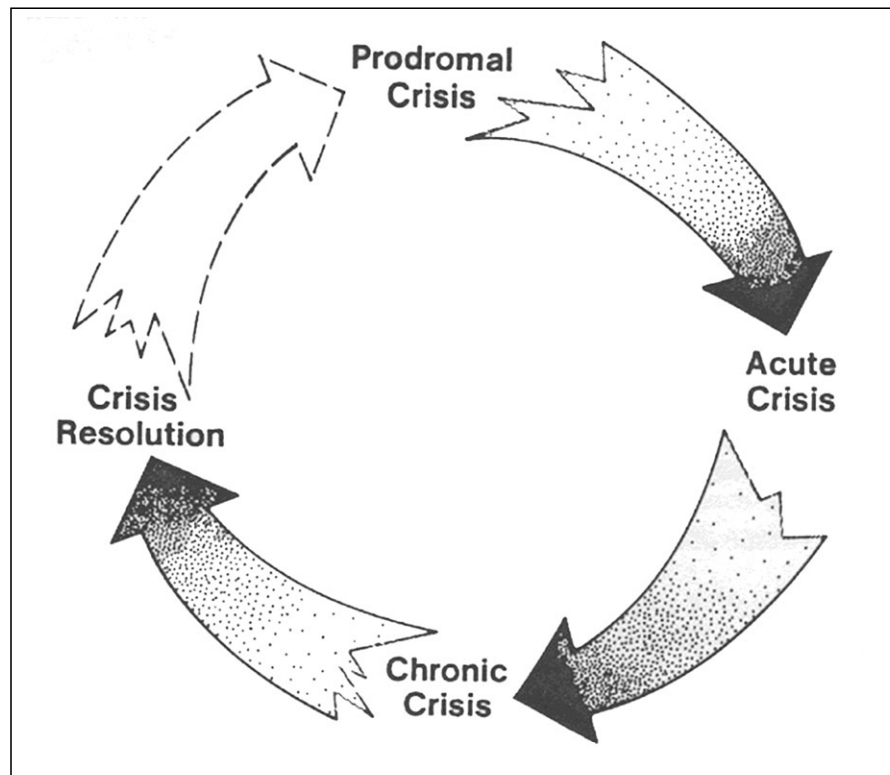 Prodromal
Crisis
Acute
Crisis
Chronic
Crisis
Crisis
Resolution